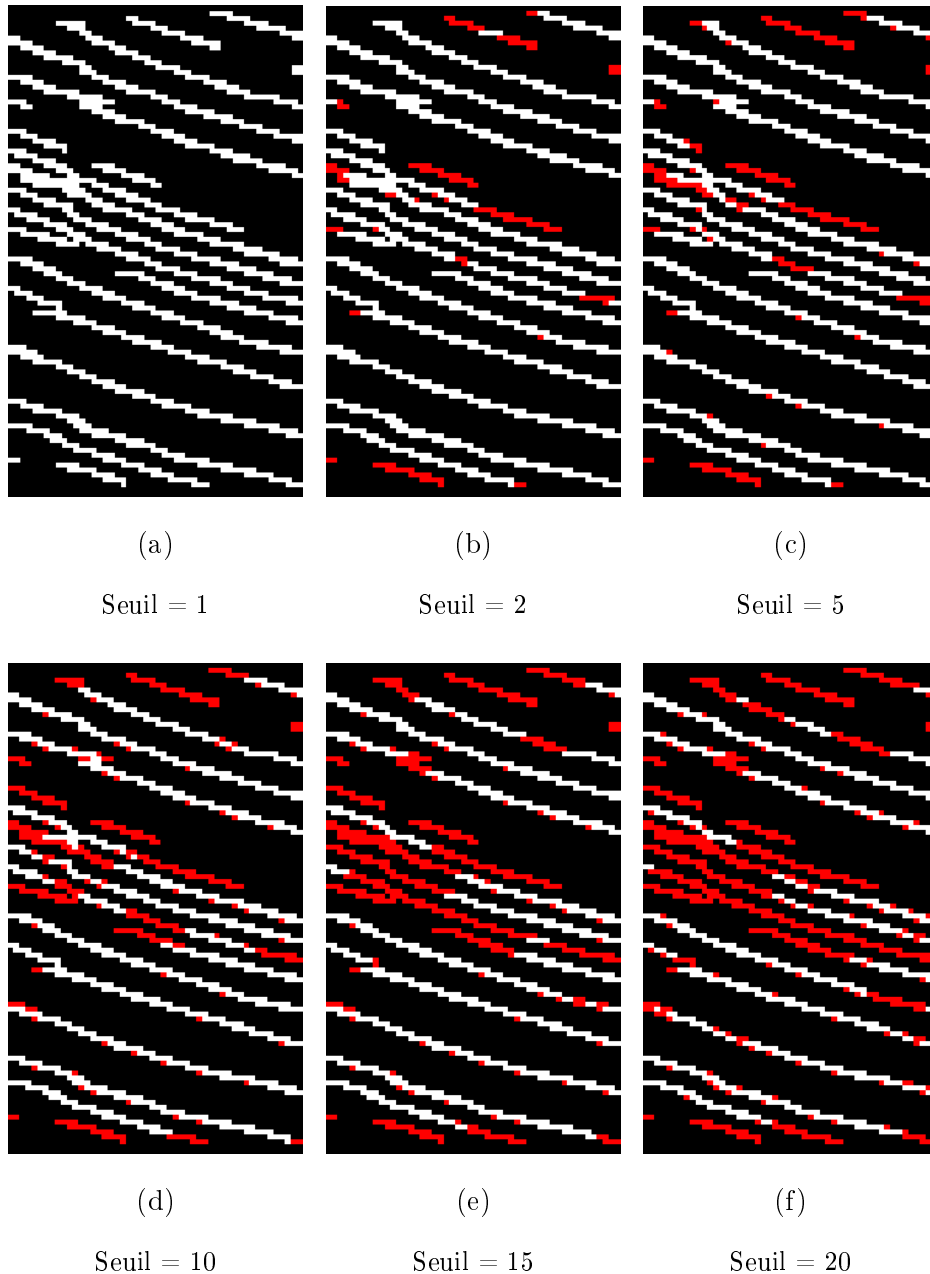 (a) (b) (c)
Seuil = 1 Seuil = 2 Seuil = 5
(d) (e) (f)
Seuil = 10 Seuil = 15 Seuil = 20